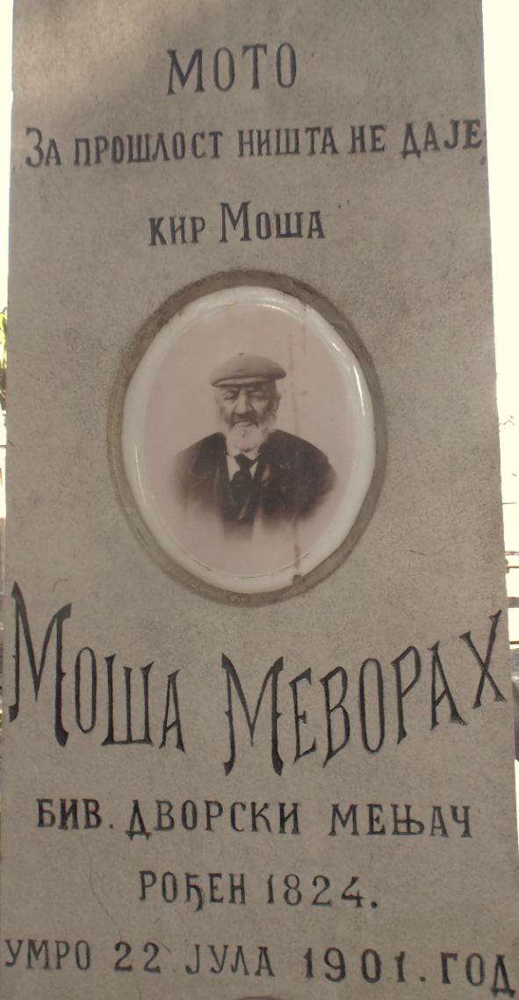 МОТО
ЗА ПРОШЛОСТ НИШТА НЕ ДАЈЕ
КИР МОША
МОША МЕВОРАХ
БИВ. ДВОРСКИ МЕЊАЧ
РОЂЕН 1824.
УМРО 22 ЈУЛА 1901. ГОД